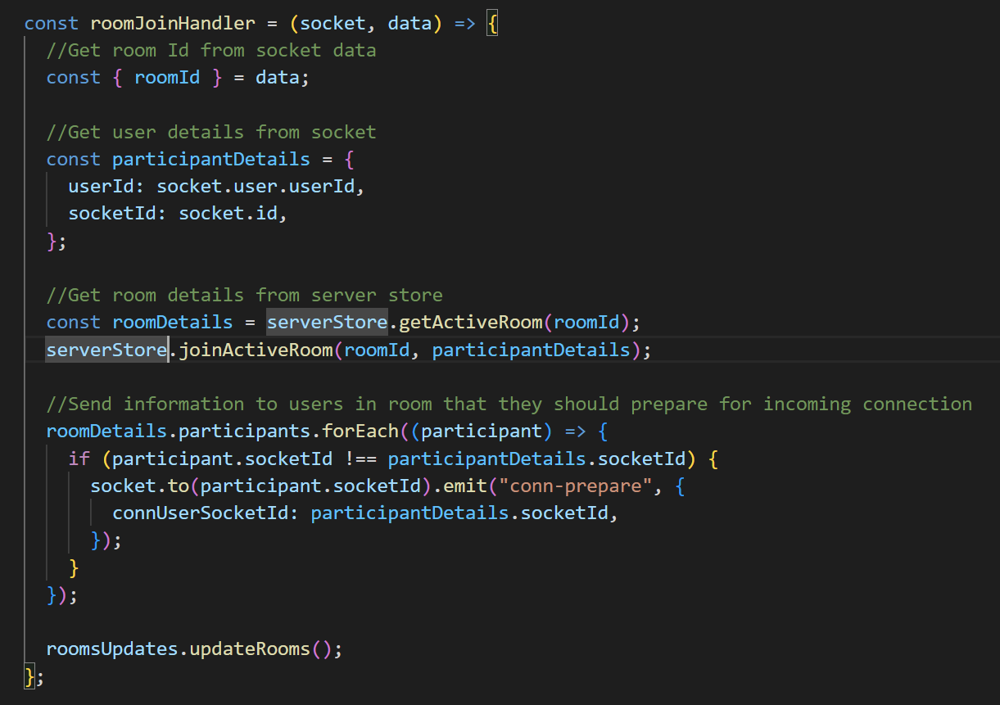 const roomJoinHandler = (socket, data) => {
  //Get room Id from socket data
  const { roomId } = data;

  //Get user details from socket
  const participantDetails = {
    userId: socket.user.userId,
    socketId: socket.id,
  };

  //Get room details from server store
  const roomDetails = serverStore.getActiveRoom(roomId);
  serverStore.joinActiveRoom(roomId, participantDetails);

  //Send information to users in room that they should prepare for incoming connection
  roomDetails.participants.forEach((participant) => {
    if (participant.socketId !== participantDetails.socketId) {
      socket.to(participant.socketId).emit("conn-prepare", {
        connUserSocketId: participantDetails.socketId,
      });
    }
  });

  roomsUpdates.updateRooms();
};